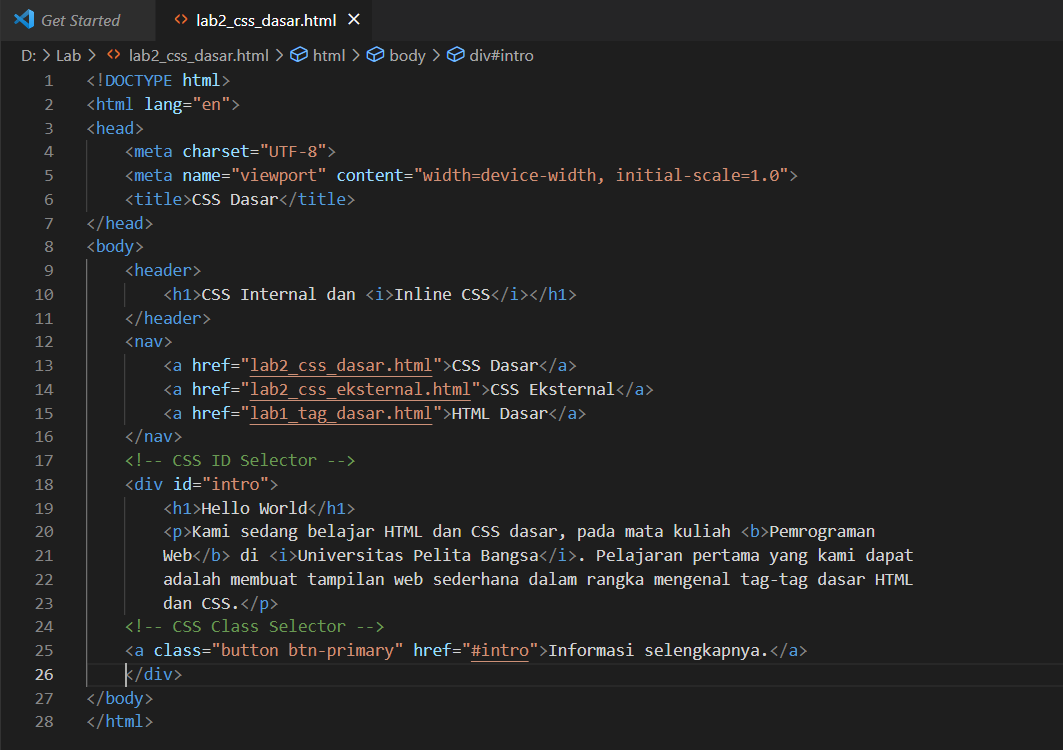 Get Started
lab2_css_dasar.html
D: > Lab > lab2_css_dasar.html > html > body > div#intro
1 <!DOCTYPE html>
2 <html lang="en">
3 <head>
4     <meta charset="UTF-8">
5     <meta name="viewport" content="width=device-width, initial-scale=1.0">
6     <title>CSS Dasar</title>
7 </head>
8 <body>
9     <header>
10         <h1>CSS Internal dan <i>Inline CSS</i></h1>
11     </header>
12     <nav>
13         <a href="lab2_css_dasar.html">CSS Dasar</a>
14         <a href="lab2_css_eksternal.html">CSS Eksternal</a>
15         <a href="lab1_tag_dasar.html">HTML Dasar</a>
16     </nav>
17     <!-- CSS ID Selector -->
18     <div id="intro">
19         <h1>Hello World</h1>
20         <p>Kami sedang belajar HTML dan CSS dasar, pada mata kuliah <b>Pemrograman
21         Web</b> di <i>Universitas Pelita Bangsa</i>. Pelajaran pertama yang kami dapat
22         adalah membuat tampilan web sederhana dalam rangka mengenal tag-tag dasar HTML
23         dan CSS.</p>
24     <!-- CSS Class Selector -->
25     <a class="button btn-primary" href="#intro">Informasi selengkapnya.</a>
26     </div>
27 </body>
28 </html>